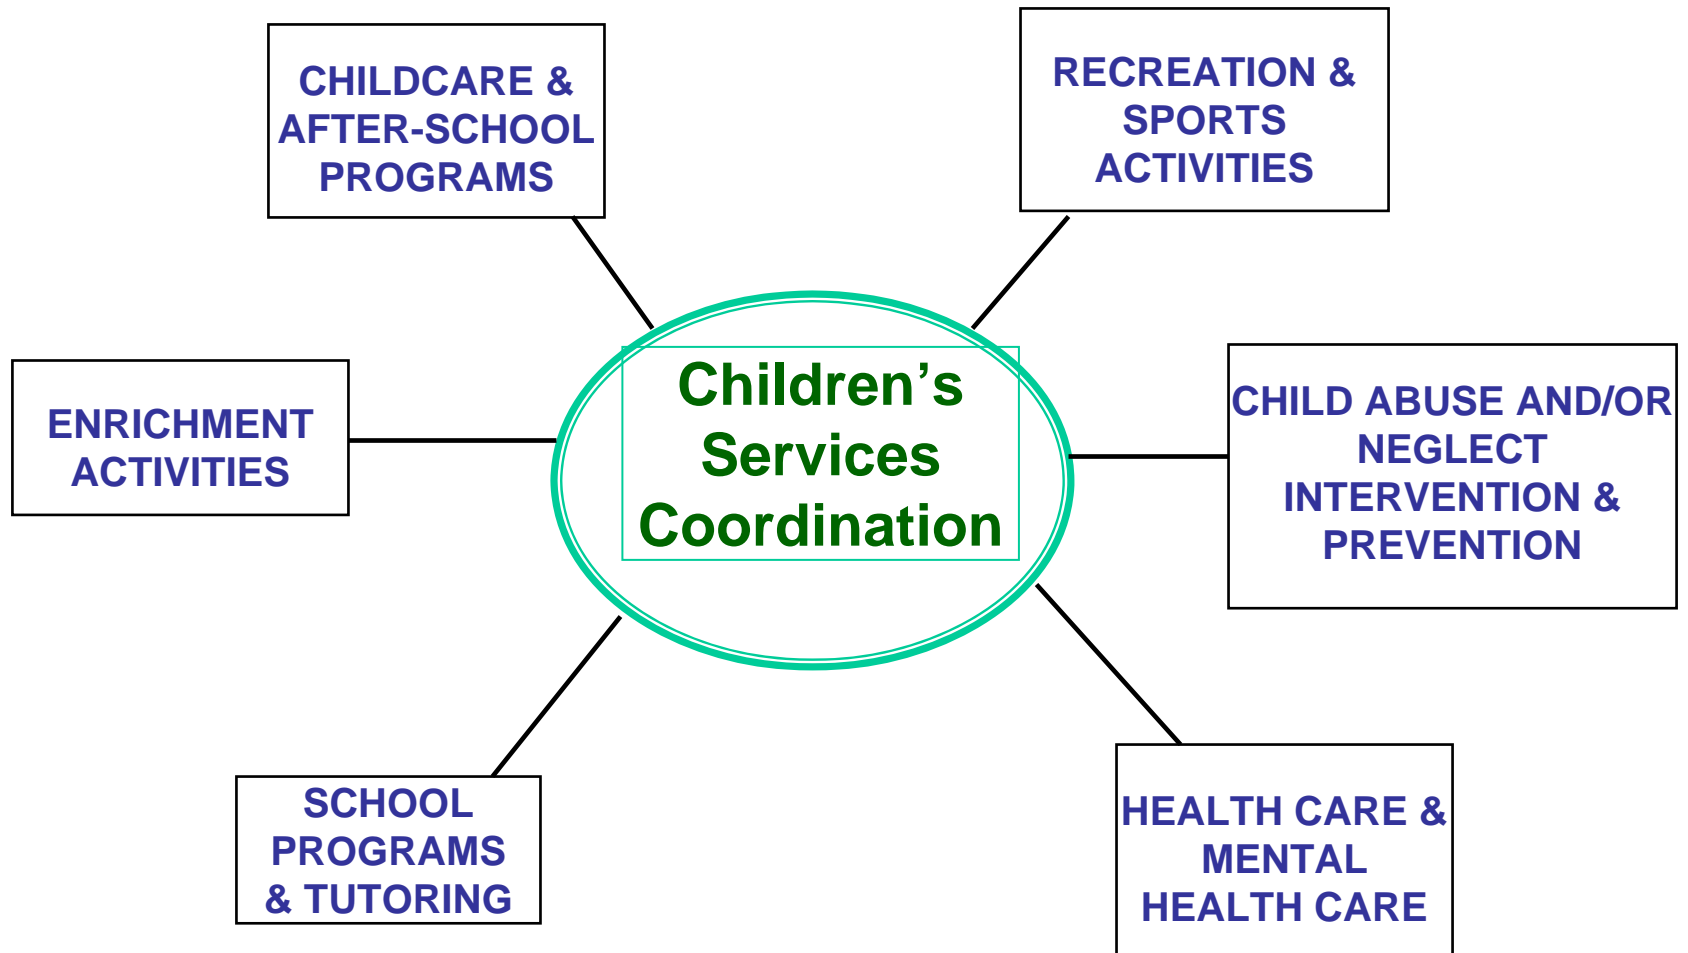 CHILDCARE &
AFTER-SCHOOL
PROGRAMS
RECREATION &
SPORTS
ACTIVITIES
ENRICHMENT
ACTIVITIES
Children’s
Services
Coordination
CHILD ABUSE AND/OR
NEGLECT
INTERVENTION &
PREVENTION
SCHOOL
PROGRAMS
& TUTORING
HEALTH CARE &
MENTAL
HEALTH CARE